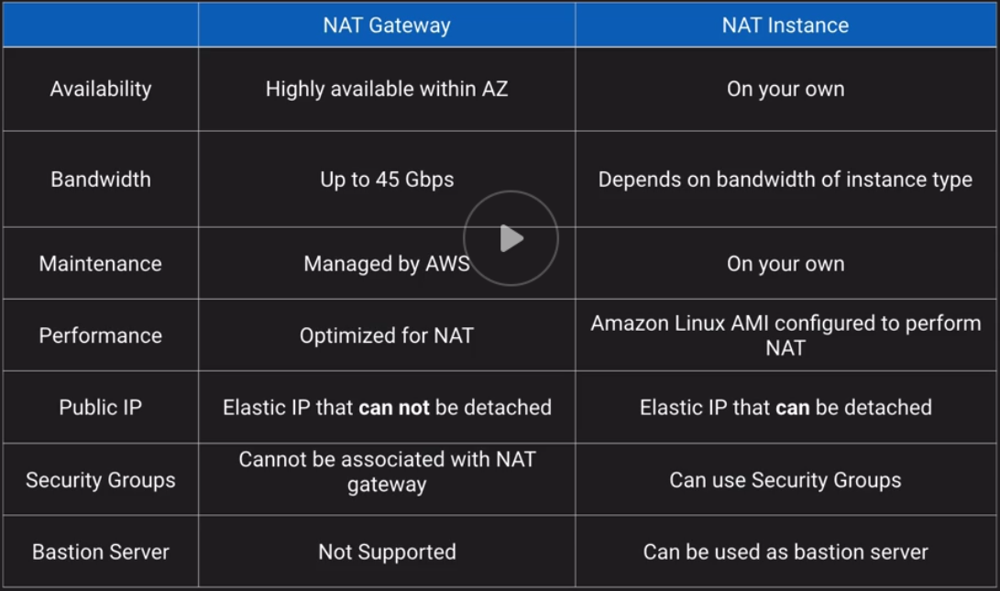 NAT Gateway
NAT Instance
Availability
Highly available within AZ
On your own
Bandwidth
Up to 45 Gbps
Depends on bandwidth of instance type
Maintenance
Managed by AWS
On your own
Performance
Optimized for NAT
Amazon Linux AMI configured to perform
NAT
Public IP
Elastic IP that can not be detached
Elastic IP that can be detached
Security Groups
Cannot be associated with NAT
gateway
Can use Security Groups
Bastion Server
Not Supported
Can be used as bastion server